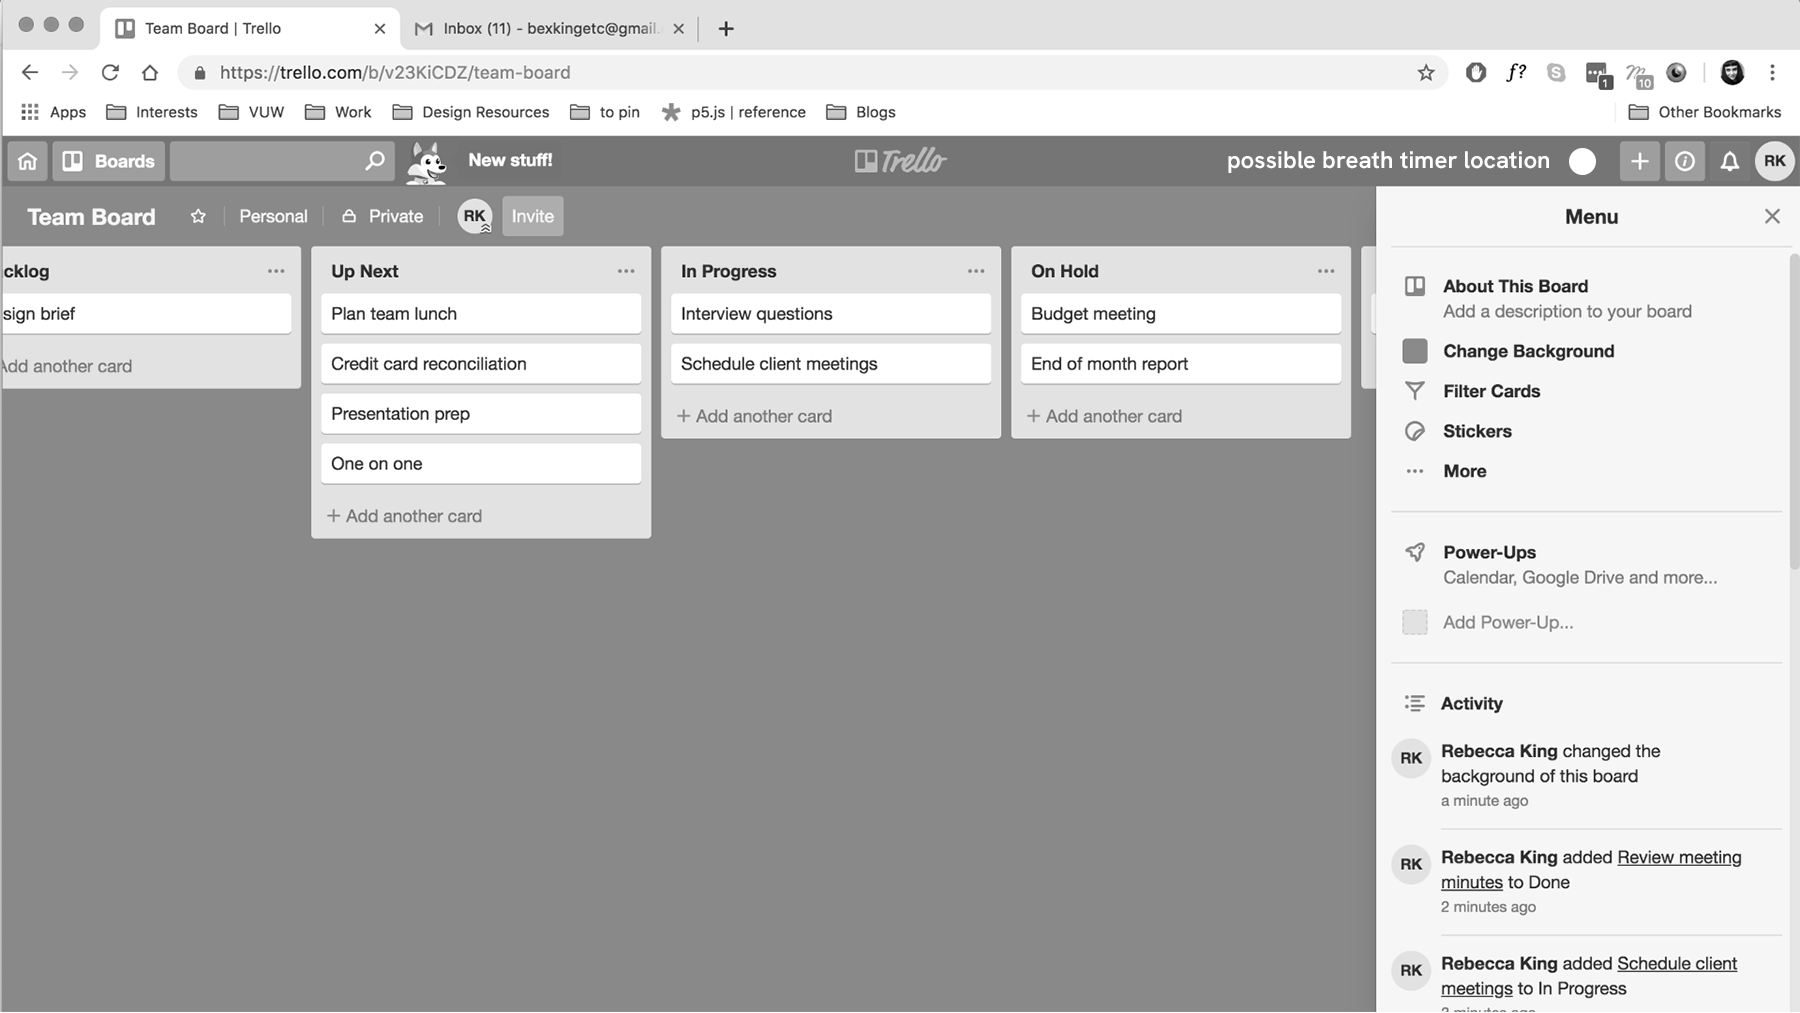 Team Board | Trello
Inbox (11) - bexkingetc@gmail.
https://trello.com/b/v23KiCDZ/team-board
f?
1
10
Apps
Interests
VUW
Work
Design Resources
to pin
p5.js | reference
Blogs
Other Bookmarks
Boards
New stuff!
Trello
possible breath timer location
RK
Team Board
Personal
Private
RK
Invite
Menu
cklog
sign brief
Add another card
Up Next
Plan team lunch
Credit card reconciliation
Presentation prep
One on one
+ Add another card
In Progress
Interview questions
Schedule client meetings
+ Add another card
On Hold
Budget meeting
End of month report
+ Add another card
About This Board
Add a description to your board
Change Background
Filter Cards
Stickers
More
Power-Ups
Calendar, Google Drive and more...
Add Power-Up...
Activity
RK
Rebecca King changed the
background of this board
a minute ago
RK
Rebecca King added Review meeting
minutes to Done
2 minutes ago
RK
Rebecca King added Schedule client
meetings to In Progress
minutes ago